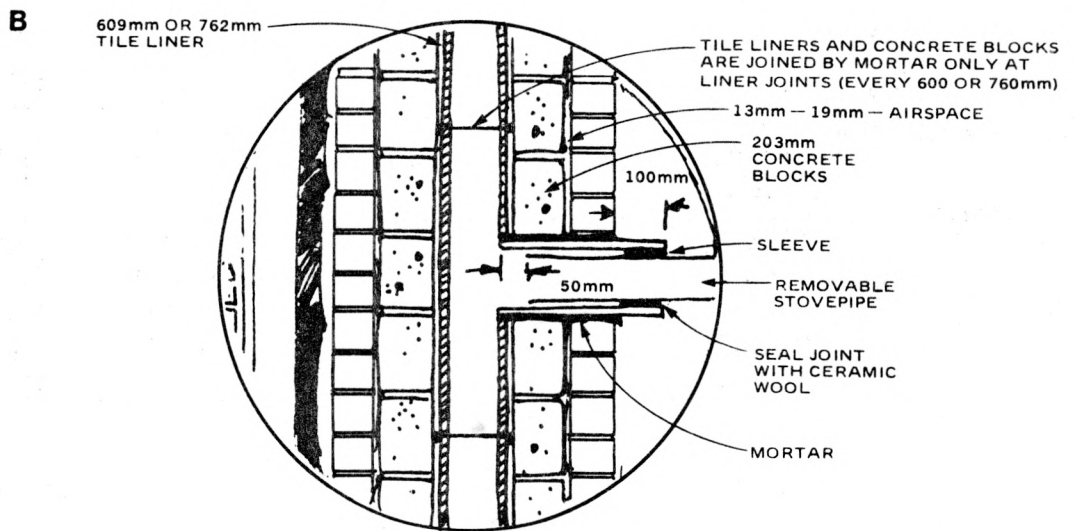 B
609mm OR 762mm
TILE LINER
TILE LINERS AND CONCRETE BLOCKS
ARE JOINED BY MORTAR ONLY AT
LINER JOINTS (EVERY 600 OR 760mm)
13mm — 19mm — AIRSPACE
203mm
CONCRETE
BLOCKS
100mm
SLEEVE
50mm
REMOVABLE
STOVEPIPE
SEAL JOINT
WITH CERAMIC
WOOL
MORTAR